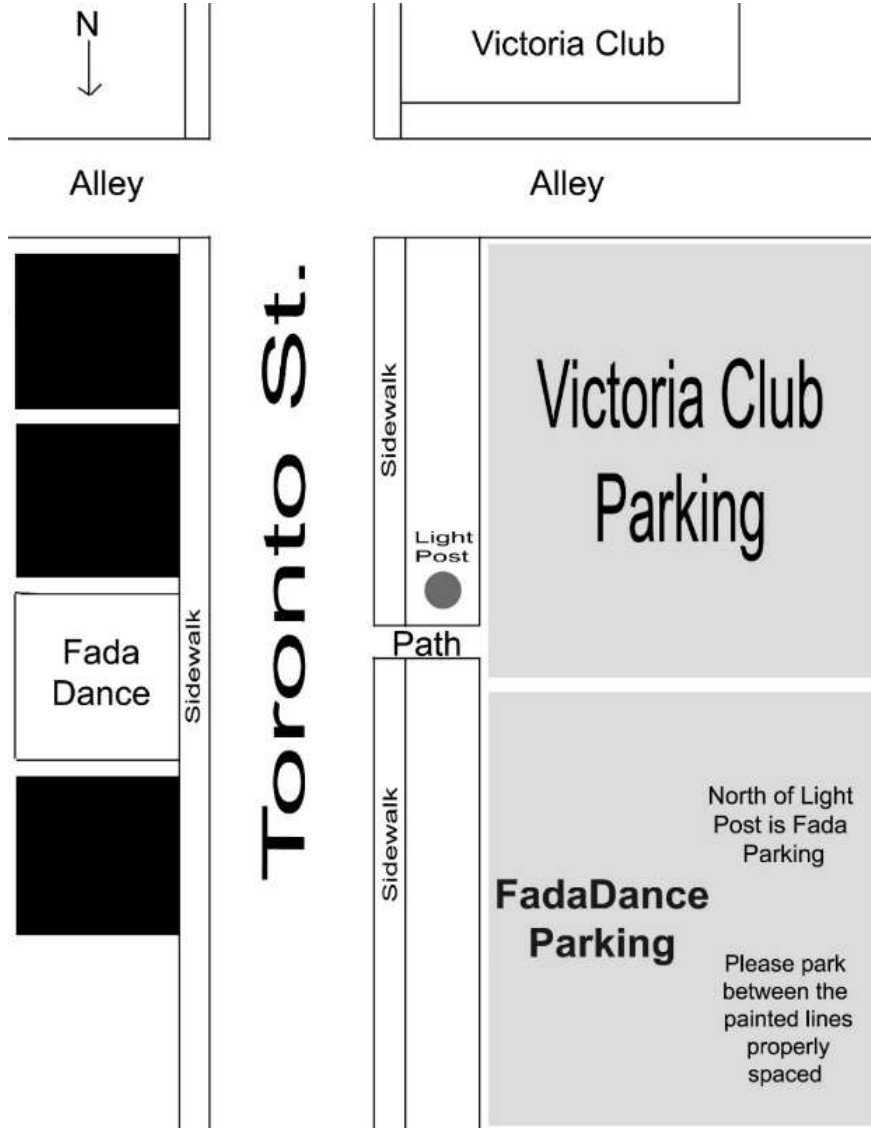 N
Victoria Club
Alley
Alley
Toronto St.
Sidewalk
Victoria Club
Parking
Light
Post
Path
Fada
Dance
Sidewalk
Sidewalk
North of Light
Post is Fada
Parking
FadaDance
Parking
Please park
between the
painted lines
properly
spaced